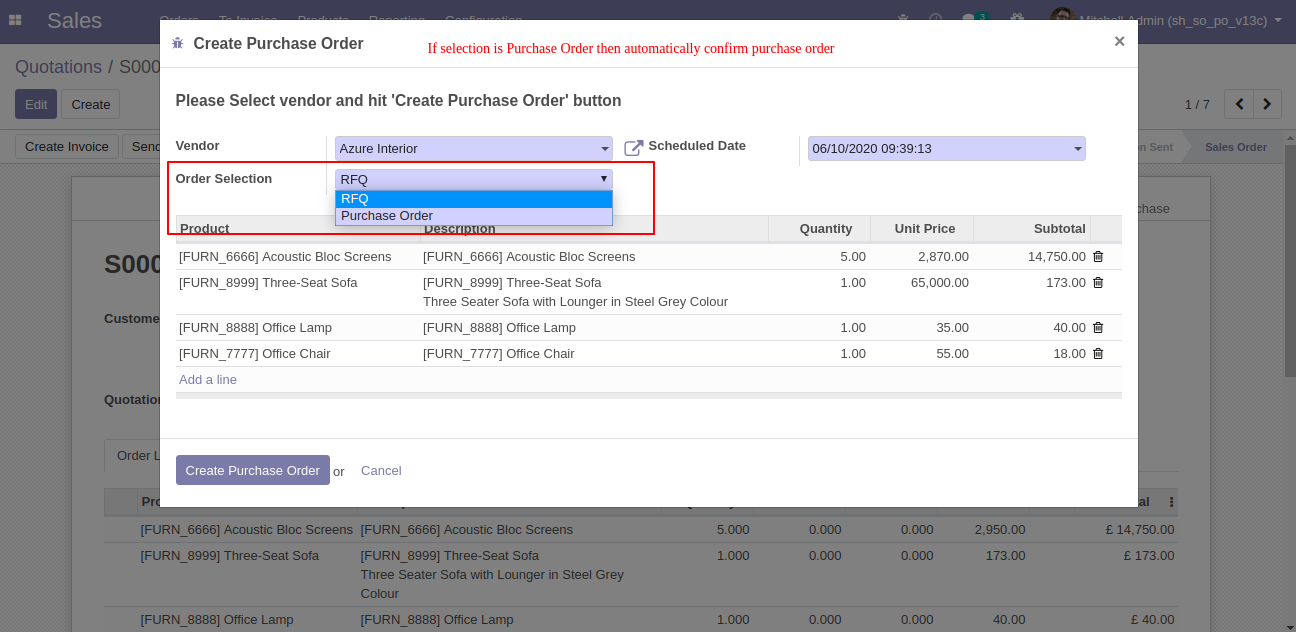 Sales Orders To Invoice Products Reporting Configuration 3 Mitchell Admin (sh_so_po_v13c)
Create Purchase Order If selection is Purchase Order then automatically confirm purchase order ×
Quotations / S000
Please Select vendor and hit 'Create Purchase Order' button
Edit Create 1 / 7
Vendor Azure Interior Scheduled Date 06/10/2020 09:39:13
Create Invoice Send Sent Sales Order
Order Selection RFQ
RFQ
Purchase Order
Product Description Quantity Unit Price Subtotal
[FURN_6666] Acoustic Bloc Screens [FURN_6666] Acoustic Bloc Screens 5.00 2,870.00 14,750.00
[FURN_8999] Three-Seat Sofa [FURN_8999] Three-Seat Sofa 1.00 65,000.00 173.00
Three Seater Sofa with Lounger in Steel Grey Colour
[FURN_8888] Office Lamp [FURN_8888] Office Lamp 1.00 35.00 40.00
[FURN_7777] Office Chair [FURN_7777] Office Chair 1.00 55.00 18.00
Add a line
Create Purchase Order or Cancel
S000
Custome
Quotation
Order L
Pro al
[FURN_6666] Acoustic Bloc Screens [FURN_6666] Acoustic Bloc Screens 5.000 0.000 0.000 2,950.00 £ 14,750.00
[FURN_8999] Three-Seat Sofa [FURN_8999] Three-Seat Sofa 1.000 0.000 0.000 173.00 £ 173.00
Three Seater Sofa with Lounger in Steel Grey
Colour
[FURN_8888] Office Lamp [FURN_8888] Office Lamp 1.000 0.000 0.000 40.00 £ 40.00